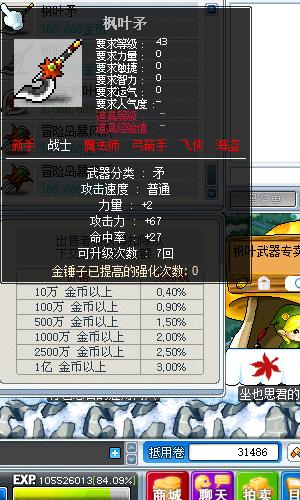 枫叶矛
枫叶矛
166,666 金币
要求等级: 43
要求力量: 0
要求敏捷: 0
要求智力: 0
要求运气: 0
要求人气度: -
道具等级: -
道具经验值: -
新手 战士 魔法师 弓箭手 飞侠 海盗
武器分类: 矛
攻击速度: 普通
力量: +2
攻击力: +67
命中率: +27
可升级次数: 7回
金锤子已提高的强化次数: 0
10万 金币以上 0,40%
100万 金币以上 0,90%
500万 金币以上 1,50%
1000万 金币以上 2,00%
2500万 金币以上 2,50%
1亿 金币以上 3,00%
枫叶武器专卖
坐也思君的
抵用卷 31486
EXP 105526013[84.09%]
商城
聊天
拍卖